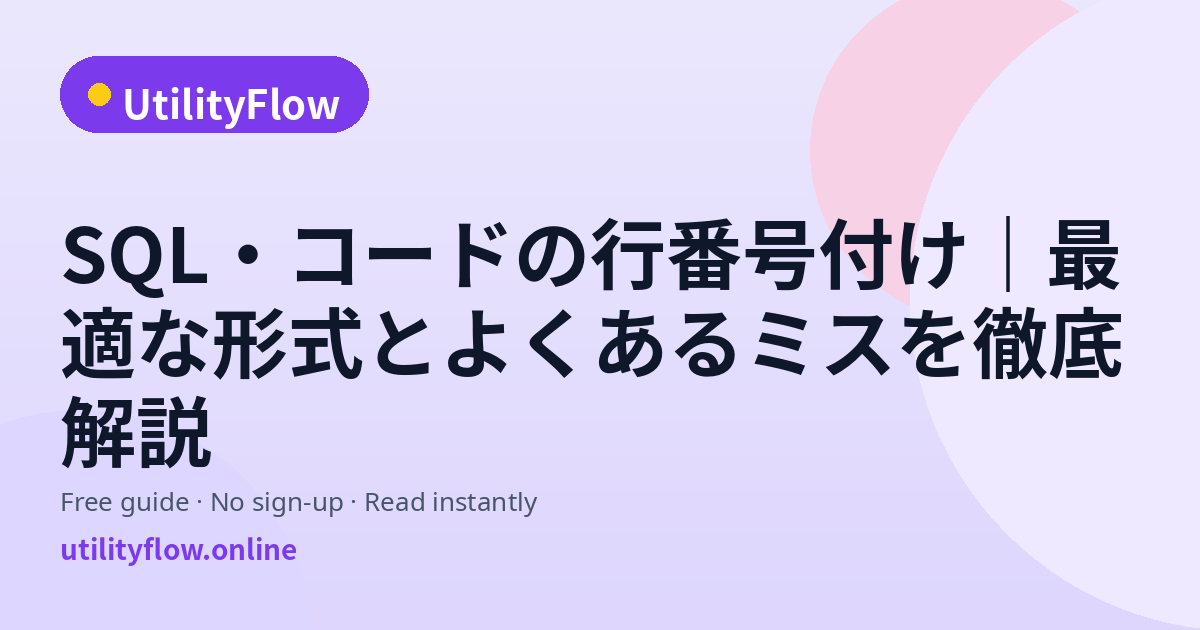 UtilityFlow
SQL・コードの行番号付け｜最
適な形式とよくあるミスを徹底
解説
Free guide · No sign-up · Read instantly
utilityflow.online